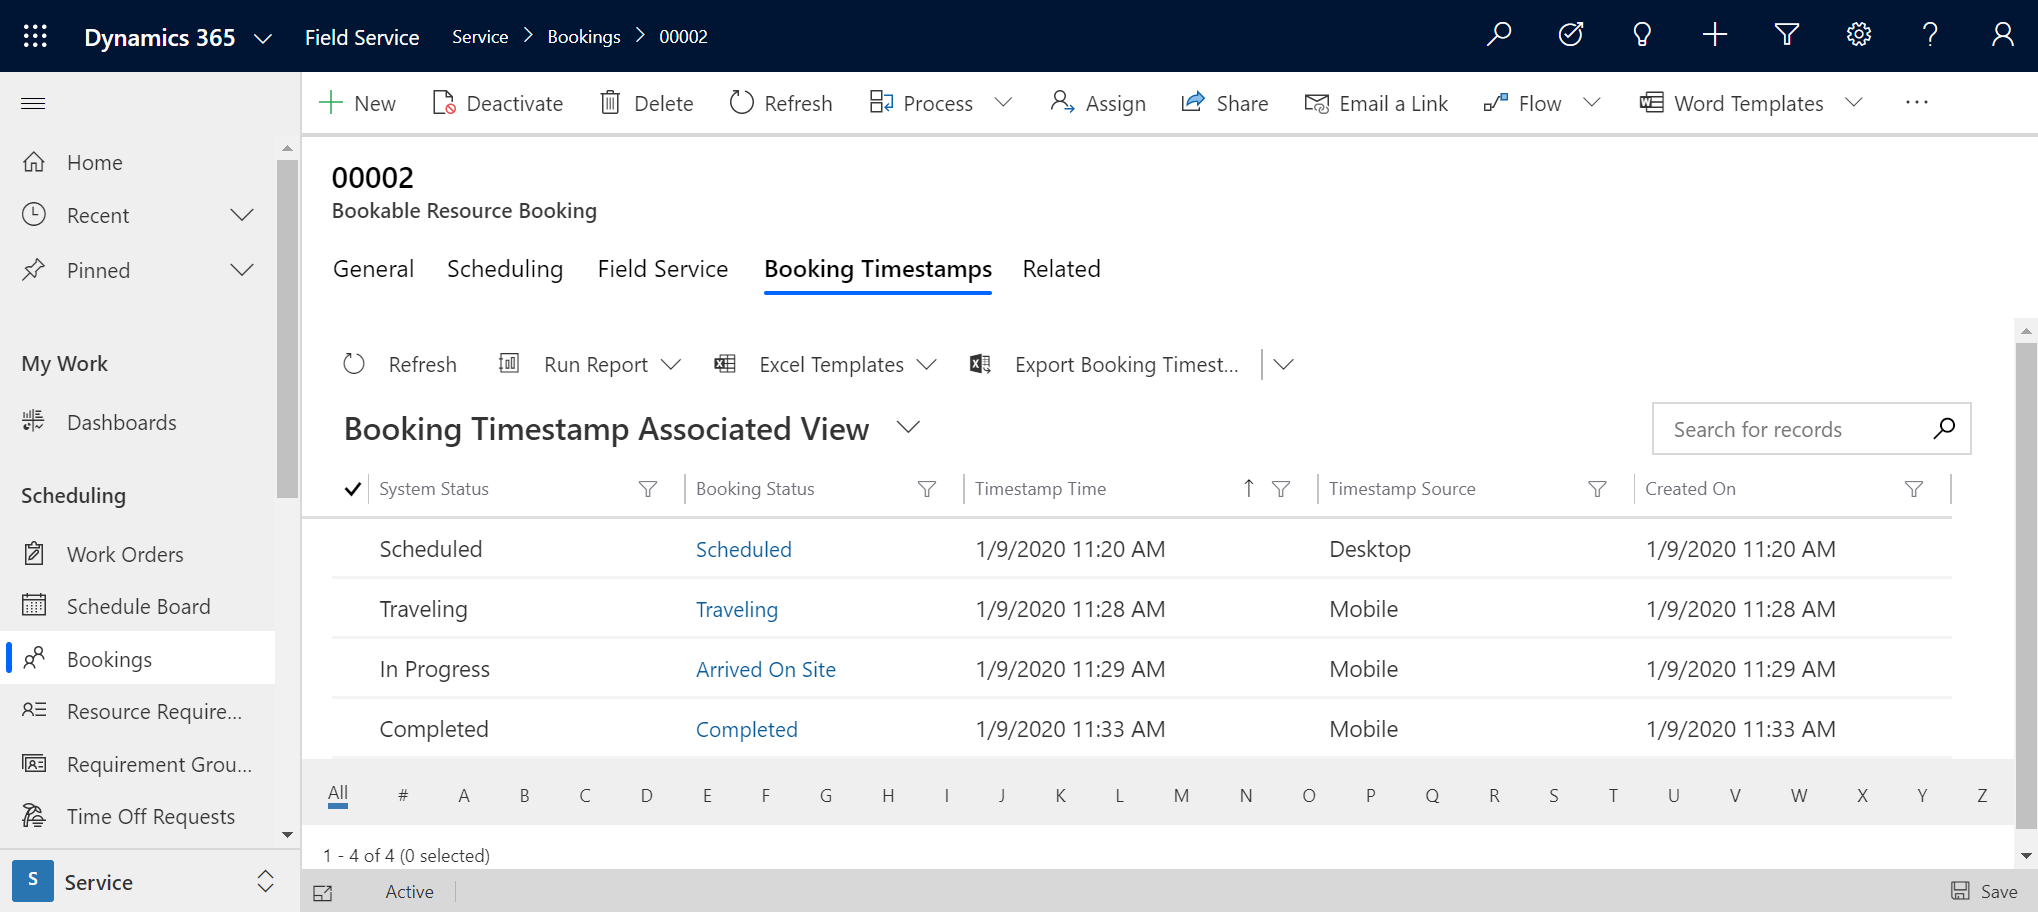 Dynamics 365 Field Service Service > Bookings > 00002
New Deactivate Delete Refresh Process Assign Share Email a Link Flow Word Templates ...
Home
Recent
Pinned
My Work
Dashboards
Scheduling
Work Orders
Schedule Board
Bookings
Resource Require...
Requirement Grou...
Time Off Requests
S Service
00002
Bookable Resource Booking
General Scheduling Field Service Booking Timestamps Related
Refresh Run Report Excel Templates Export Booking Timest...
Booking Timestamp Associated View
Search for records
System Status Booking Status Timestamp Time Timestamp Source Created On
Scheduled Scheduled 1/9/2020 11:20 AM Desktop 1/9/2020 11:20 AM
Traveling Traveling 1/9/2020 11:28 AM Mobile 1/9/2020 11:28 AM
In Progress Arrived On Site 1/9/2020 11:29 AM Mobile 1/9/2020 11:29 AM
Completed Completed 1/9/2020 11:33 AM Mobile 1/9/2020 11:33 AM
All # A B C D E F G H I J K L M N O P Q R S T U V W X Y Z
1 - 4 of 4 (0 selected)
Active Save